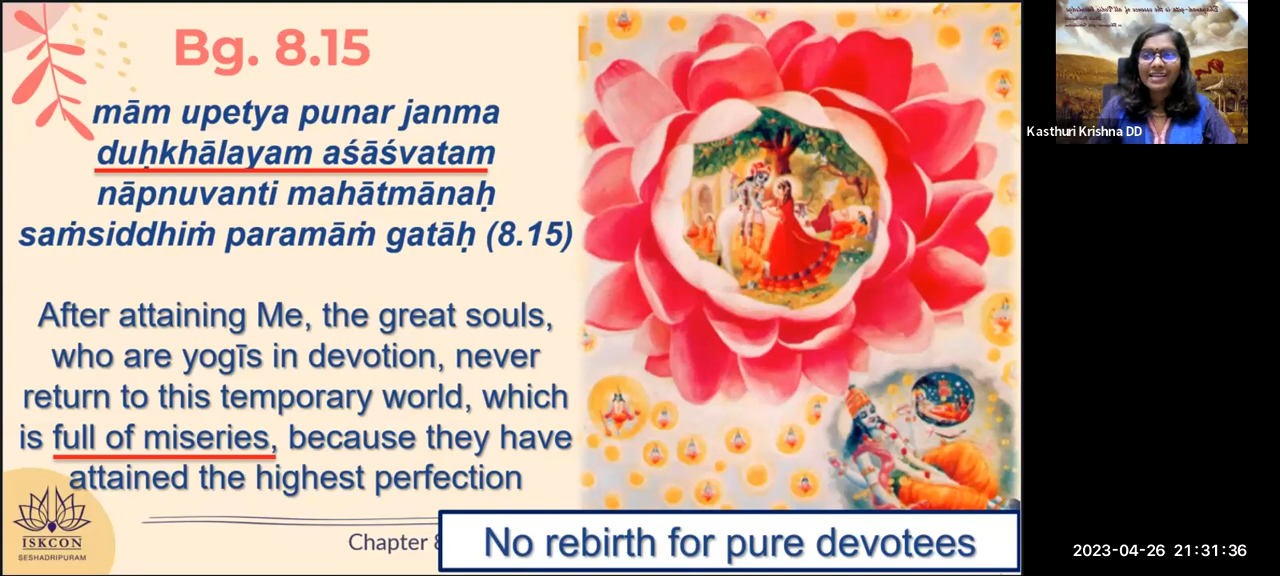 Bg. 8.15
mām upetya punar janma
duḥkhālayam aśāśvatam
nāpnuvanti mahātmānaḥ
saṁsiddhiṁ paramāṁ gatāḥ (8.15)
After attaining Me, the great souls,
who are yogīs in devotion, never
return to this temporary world, which
is full of miseries, because they have
attained the highest perfection
ISKCON
SESHADRIPURAM
Chapter 8
No rebirth for pure devotees
Kasthuri Krishna DD
2023-04-26 21:31:36